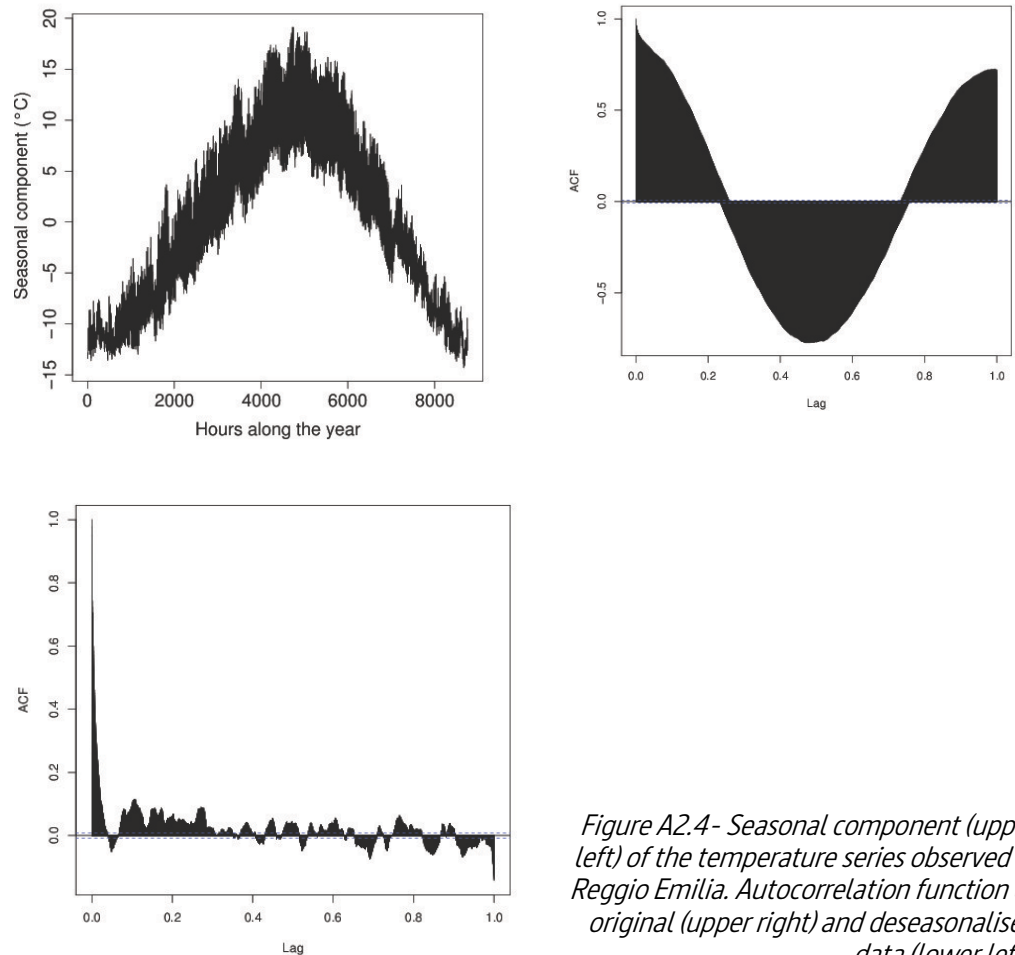 Seasonal component (°C)
20
15
10
5
0
−5
−10
−15
0 2000 4000 6000 8000
Hours along the year
ACF
1.0
0.5
0.0
−0.5
0.0 0.2 0.4 0.6 0.8 1.0
Lag
ACF
1.0
0.8
0.6
0.4
0.2
0.0
0.0 0.2 0.4 0.6 0.8 1.0
Lag
Figure A2.4- Seasonal component (upp
left) of the temperature series observed
Reggio Emilia. Autocorrelation function
original (upper right) and deseasonalise
data (lower lef